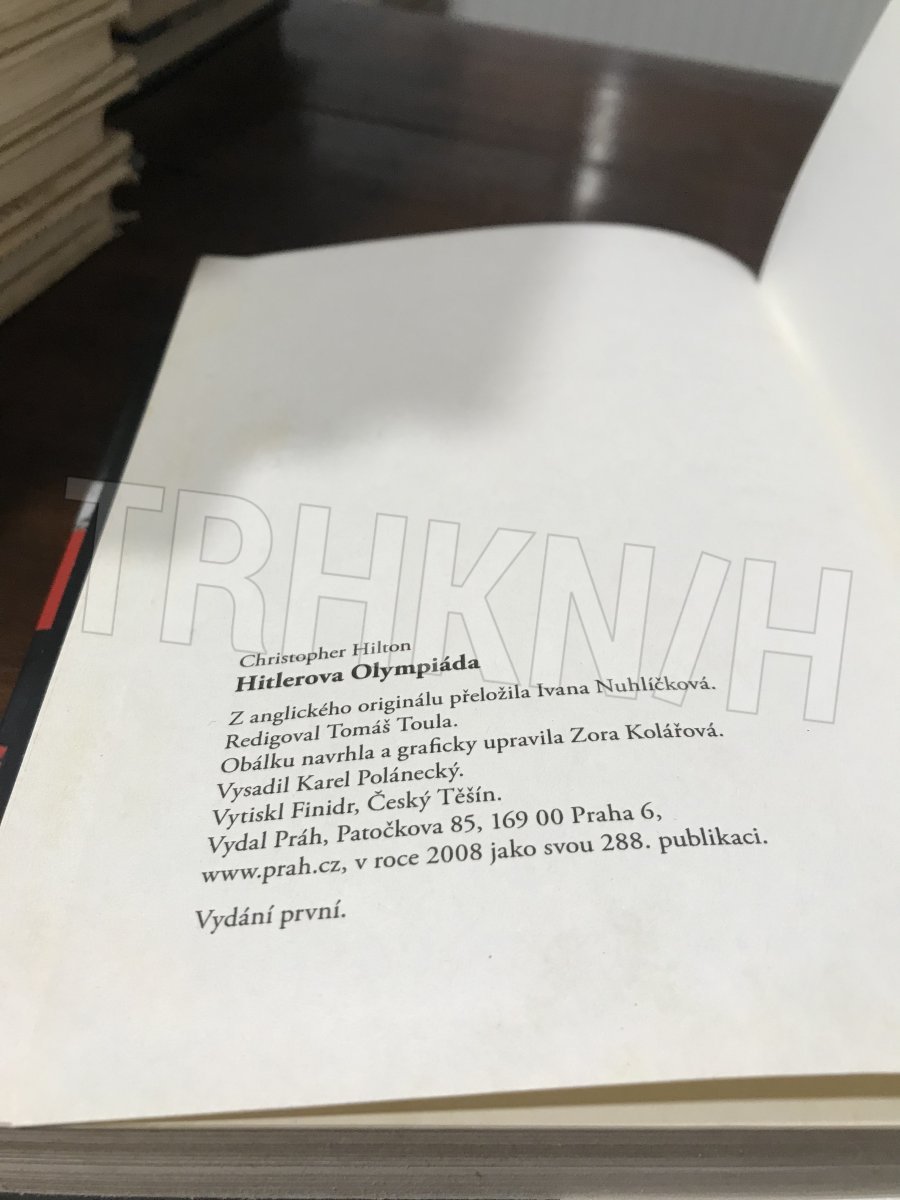 TRHKN/H
Christopher Hilton
Hitlerova Olympiáda
Z anglického originálu přeložila Ivana Nuhlíčková.
Redigoval Tomáš Toula.
Obálku navrhla a graficky upravila Zora Kolářová.
Vysadil Karel Polánecký.
Vytiskl Finidr, Český Těšín.
Vydal Práh, Patočkova 85, 169 00 Praha 6,
www.prah.cz, v roce 2008 jako svou 288. publikaci.
Vydání první.